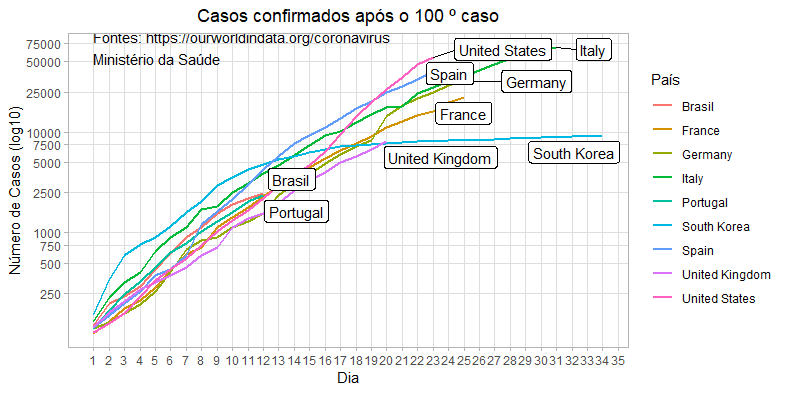 Casos confirmados após o 100 º caso
Fontes: https://ourworldindata.org/coronavirus
Ministério da Saúde
75000
50000
25000
10000
7500
5000
2500
1000
750
500
250
Número de Casos (log10)
United States
Italy
Spain
Germany
France
United Kingdom
South Korea
Brasil
Portugal
1 2 3 4 5 6 7 8 9 10 11 12 13 14 15 16 17 18 19 20 21 22 23 24 25 26 27 28 29 30 31 32 33 34 35
Dia
País
Brasil
France
Germany
Italy
Portugal
South Korea
Spain
United Kingdom
United States